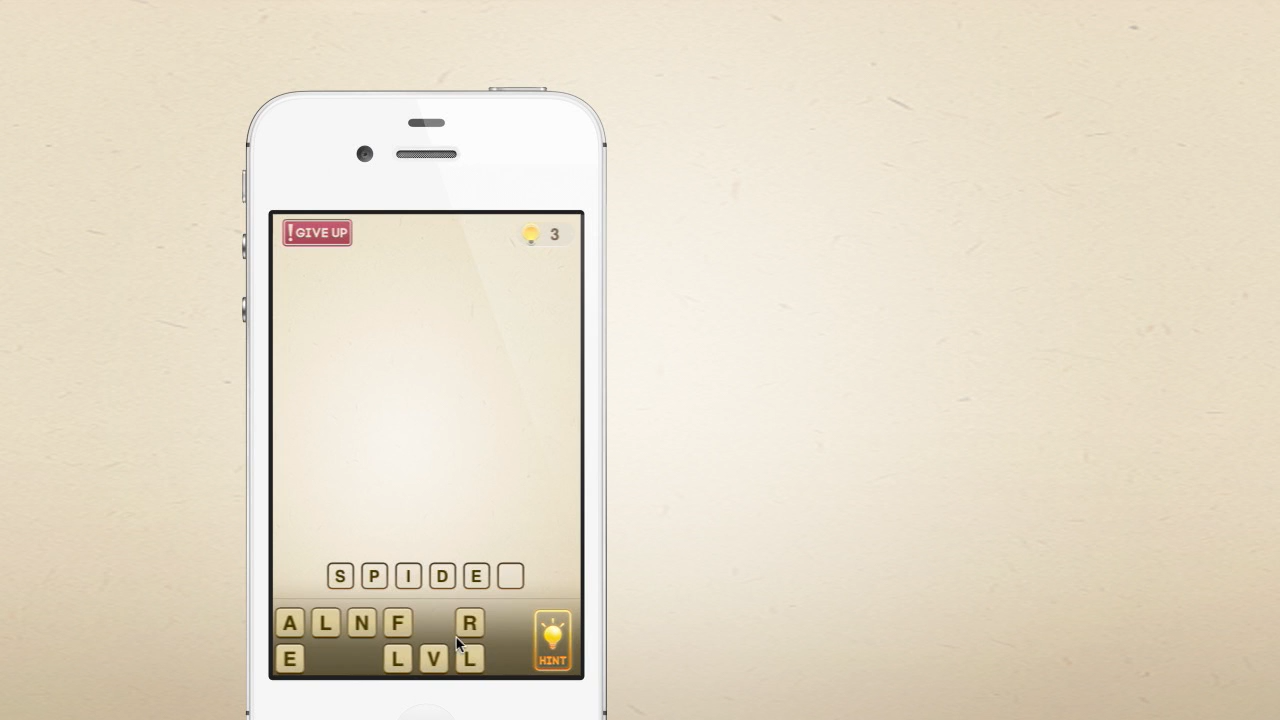 ! GIVE UP 3
S P I D E
A L N F R
E L V L
HINT